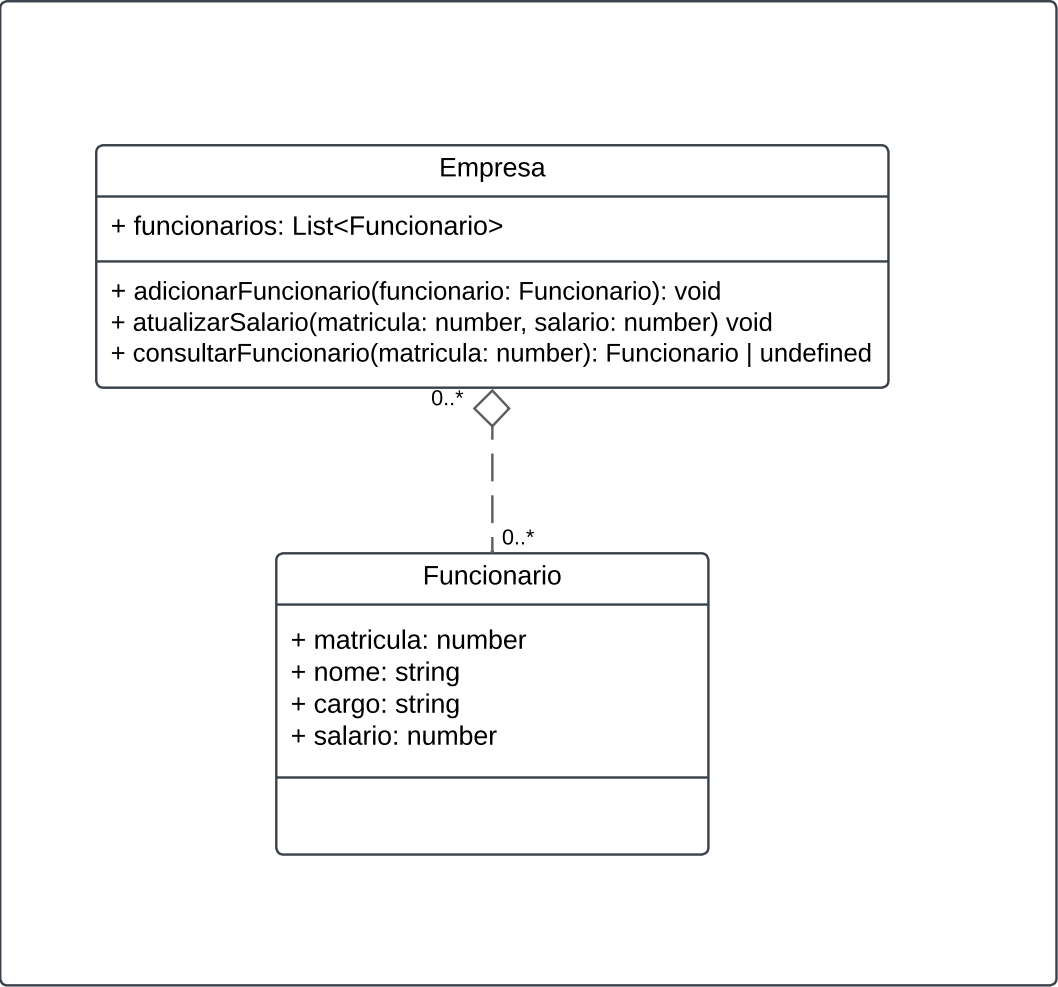 Empresa
+ funcionarios: List<Funcionario>
+ adicionarFuncionario(funcionario: Funcionario): void
+ atualizarSalario(matricula: number, salario: number) void
+ consultarFuncionario(matricula: number): Funcionario | undefined
0..*
0..*
Funcionario
+ matricula: number
+ nome: string
+ cargo: string
+ salario: number